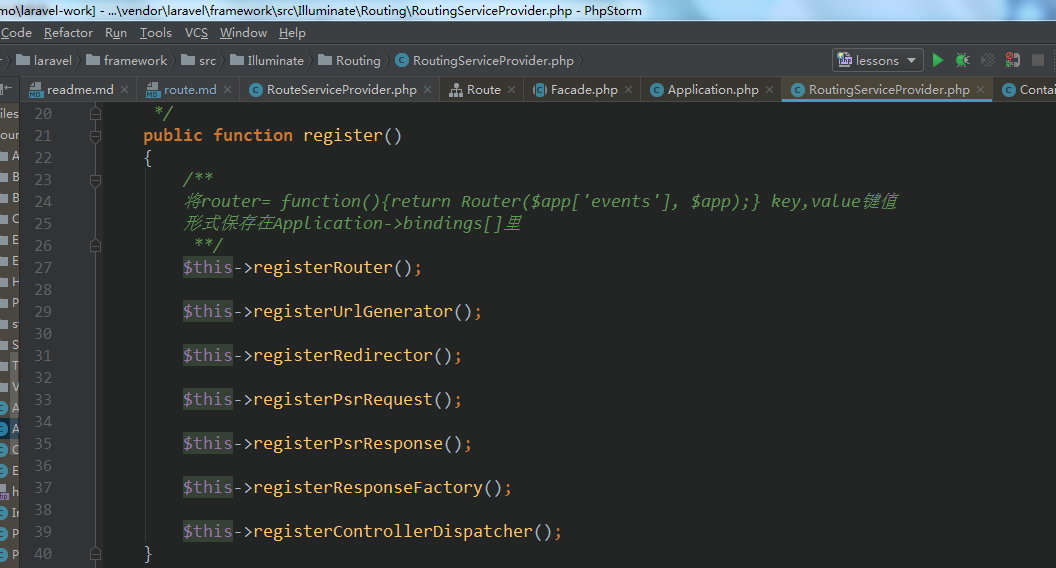 mo\laravel-work] - ...\vendor\laravel\framework\src\Illuminate\Routing\RoutingServiceProvider.php - PhpStorm
Code Refactor Run Tools VCS Window Help
laravel framework src Illuminate Routing RoutingServiceProvider.php lessons
readme.md route.md RouteServiceProvider.php Route Facade.php Application.php RoutingServiceProvider.php Contai
20 */
21 public function register()
22 {
23 /**
24 将router= function(){return Router($app['events'], $app);} key,value键值
25 形式保存在Application->bindings[]里
26 **/
27 $this->registerRouter();
28
29 $this->registerUrlGenerator();
30
31 $this->registerRedirector();
32
33 $this->registerPsrRequest();
34
35 $this->registerPsrResponse();
36
37 $this->registerResponseFactory();
38
39 $this->registerControllerDispatcher();
40 }